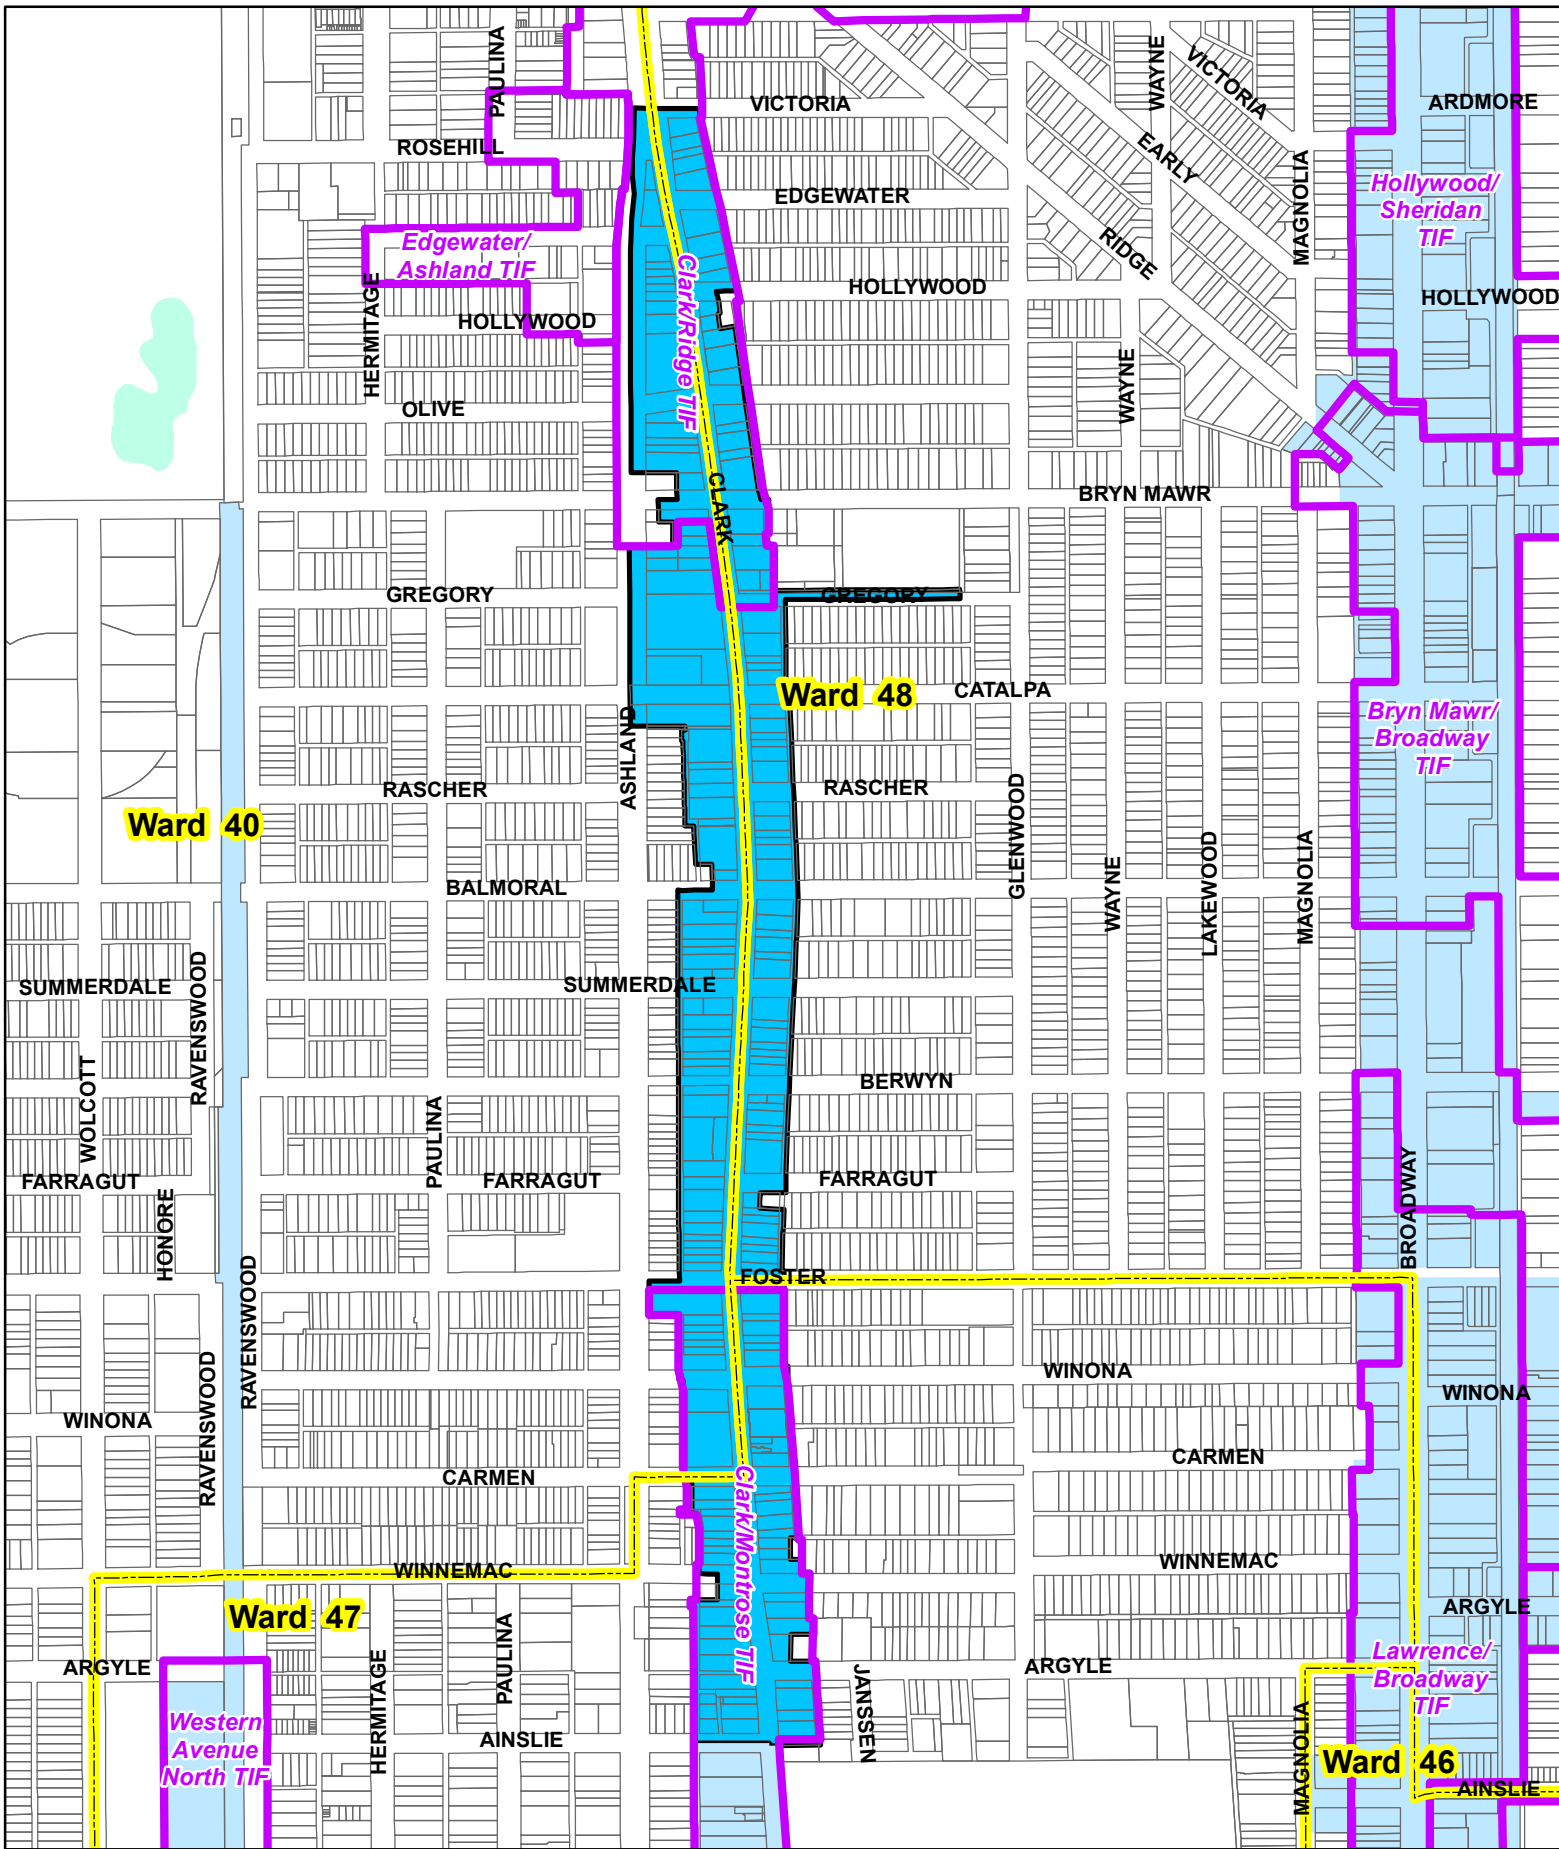 PAULINA
WAYNE
VICTORIA
VICTORIA
ARDMORE
ROSEHILL
EARLY
MAGNOLIA
Hollywood/
Sheridan
TIF
EDGEWATER
Edgewater/
Ashland TIF
RIDGE
Clark/Ridge TIF
HOLLYWOOD
HOLLYWOOD
HOLLYWOOD
HERMITAGE
WAYNE
OLIVE
CLARK
BRYN MAWR
GREGORY
GREGORY
Ward 48
CATALPA
Bryn Mawr/
Broadway
TIF
ASHLAND
RASCHER
RASCHER
GLENWOOD
Ward 40
BALMORAL
WAYNE
LAKEWOOD
MAGNOLIA
SUMMERDALE
RAVENSWOOD
SUMMERDALE
WOLCOTT
BERWYN
PAULINA
FARRAGUT
FARRAGUT
FARRAGUT
HONORE
BROADWAY
FOSTER
RAVENSWOOD
WINONA
WINONA
WINONA
RAVENSWOOD
CARMEN
CARMEN
Clark/Montrose TIF
WINNEMAC
WINNEMAC
Ward 47
ARGYLE
ARGYLE
ARGYLE
HERMITAGE
PAULINA
JANSSEN
Lawrence/
Broadway
TIF
Western
Avenue
North TIF
AINSLIE
MAGNOLIA
Ward 46
AINSLIE